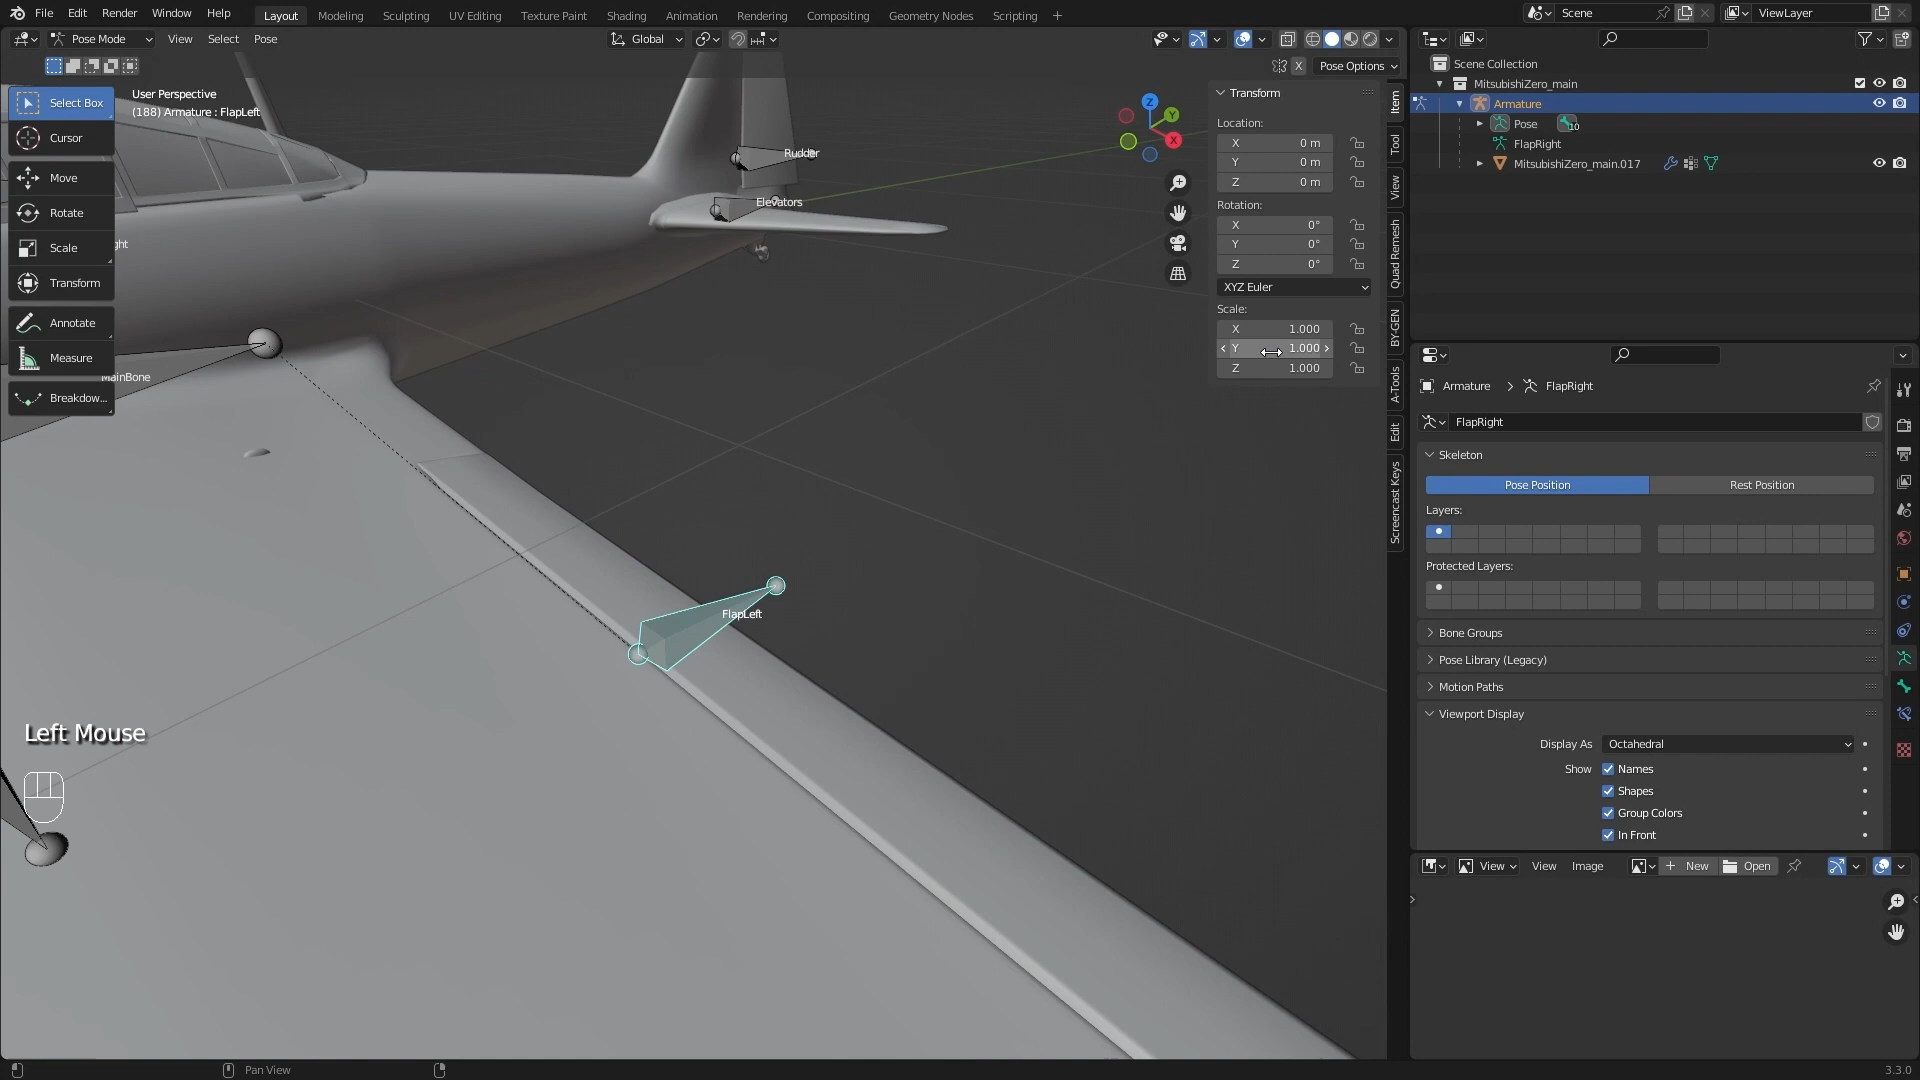 File Edit Render Window Help Layout Modeling Sculpting UV Editing Texture Paint Shading Animation Rendering Compositing Geometry Nodes Scripting +
Scene
ViewLayer
Pose Mode View Select Pose
Global
X Pose Options
Select Box
Cursor
Move
Rotate
Scale
Transform
Annotate
Measure
Breakdow...
User Perspective
(188) Armature : FlapLeft
Rudder
Elevators
ght
MainBone
FlapLeft
Left Mouse
Z
Y
X
Transform
Location:
X 0 m
Y 0 m
Z 0 m
Rotation:
X 0°
Y 0°
Z 0°
XYZ Euler
Scale:
X 1.000
Y 1.000
Z 1.000
Item
Tool
View
Quad Remesh
BY-GEN
A-Tools
Edit
Screencast Keys
Scene Collection
MitsubishiZero_main
Armature
Pose 10
FlapRight
MitsubishiZero_main.017
Armature > FlapRight
FlapRight
Skeleton
Pose Position Rest Position
Layers:
Protected Layers:
Bone Groups
Pose Library (Legacy)
Motion Paths
Viewport Display
Display As Octahedral
Show Names
Shapes
Group Colors
In Front
View View Image + New Open
Pan View
3.3.0